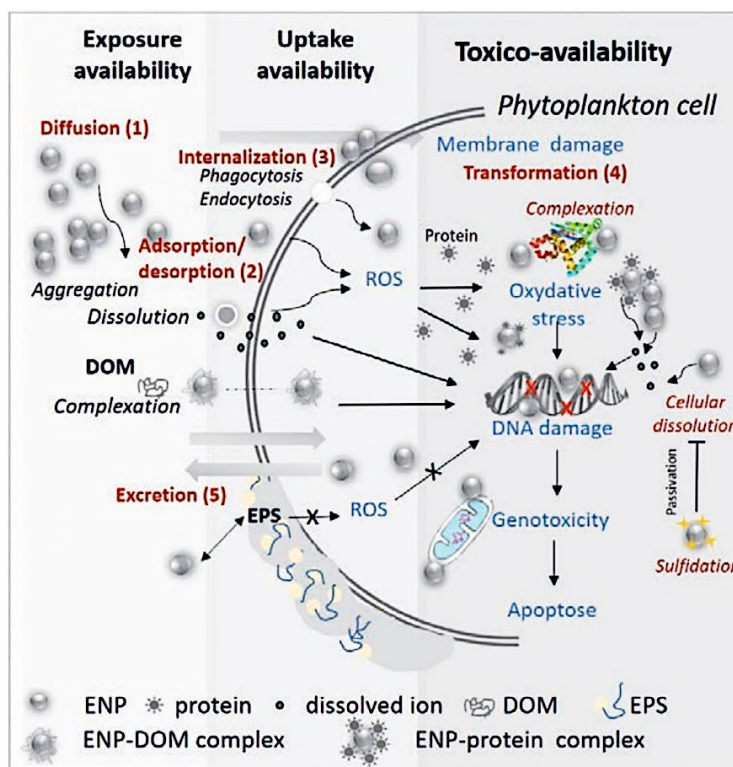 Exposure
availability
Uptake
availability
Toxico-availability
Phytoplankton cell
Diffusion (1)
Internalization (3)
Phagocytosis
Endocytosis
Membrane damage
Transformation (4)
Complexation
Protein
Adsorption/
desorption (2)
ROS
Aggregation
Dissolution
Oxydative
stress
DOM
Complexation
DNA damage
Cellular
dissolution
Passivation
Excretion (5)
EPS
X
ROS
Genotoxicity
Sulfidation
Apoptose
ENP
protein
dissolved ion
DOM
EPS
ENP-DOM complex
ENP-protein complex